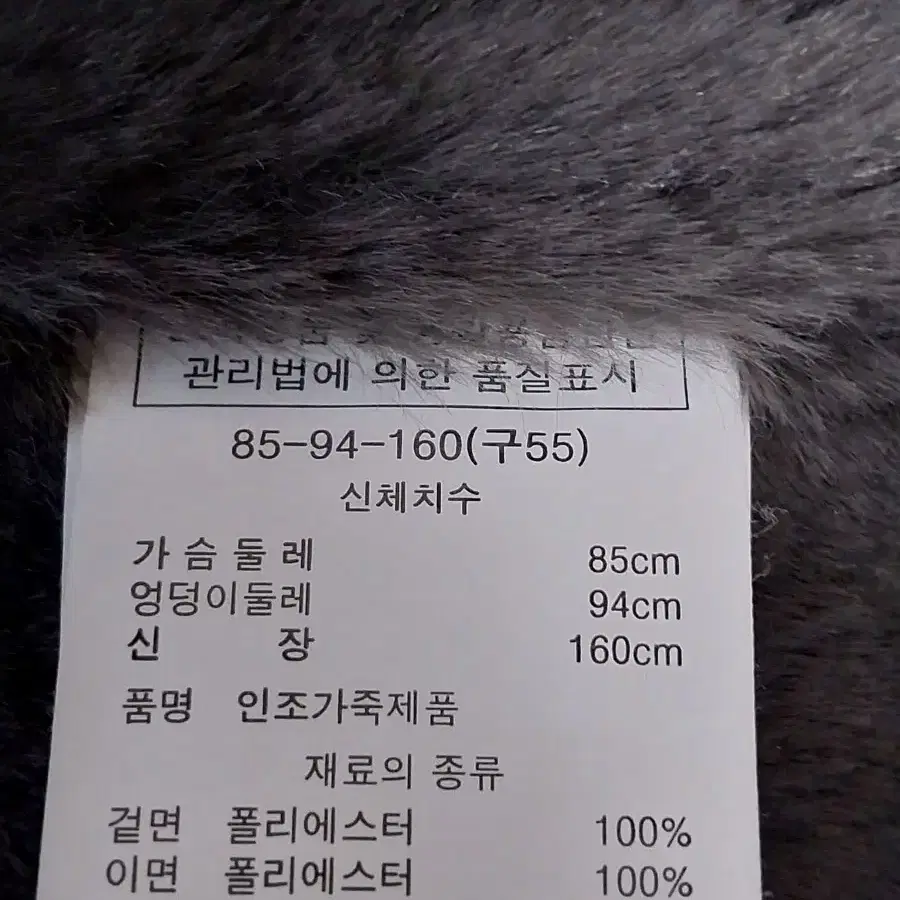 관리법에 의한 품질표시
85-94-160(구55)
신체치수
가슴둘레 85cm
엉덩이둘레 94cm
신 장 160cm
품명 인조가죽제품
재료의 종류
겉면 폴리에스터 100%
이면 폴리에스터 100%